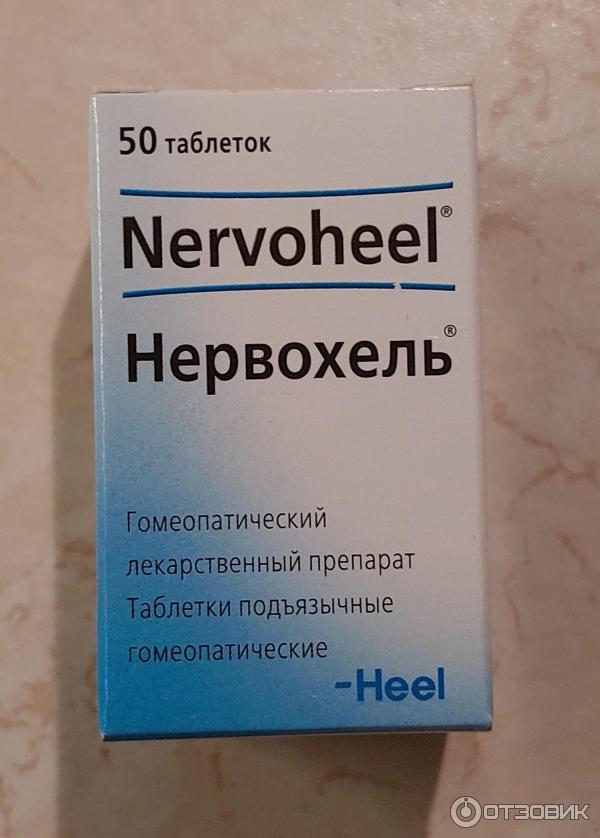 50 таблеток
Nervoheel®
Нервохель®
Гомеопатический
лекарственный препарат
Таблетки подъязычные
гомеопатические
-Heel
ОТЗОВИК